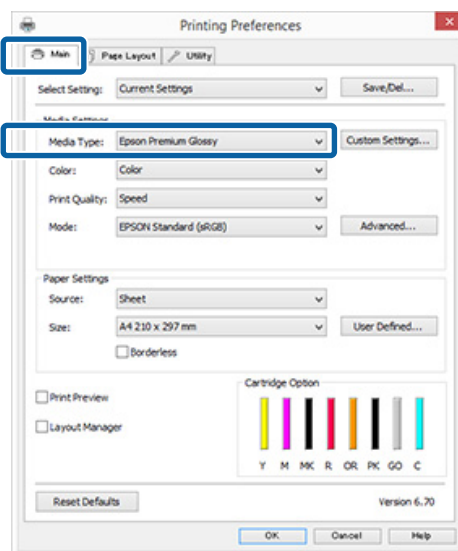 Printing Preferences
Main Page Layout Utility
Select Setting: Current Settings Save/Del...
Media Settings
Media Type: Epson Premium Glossy Custom Settings...
Color: Color
Print Quality: Speed
Mode: EPSON Standard (sRGB) Advanced...
Paper Settings
Source: Sheet
Size: A4 210 x 297 mm User Defined...
Borderless
Print Preview
Layout Manager
Cartridge Option
Y M MK R OR PK GO C
Reset Defaults Version 6.70
OK Cancel Help